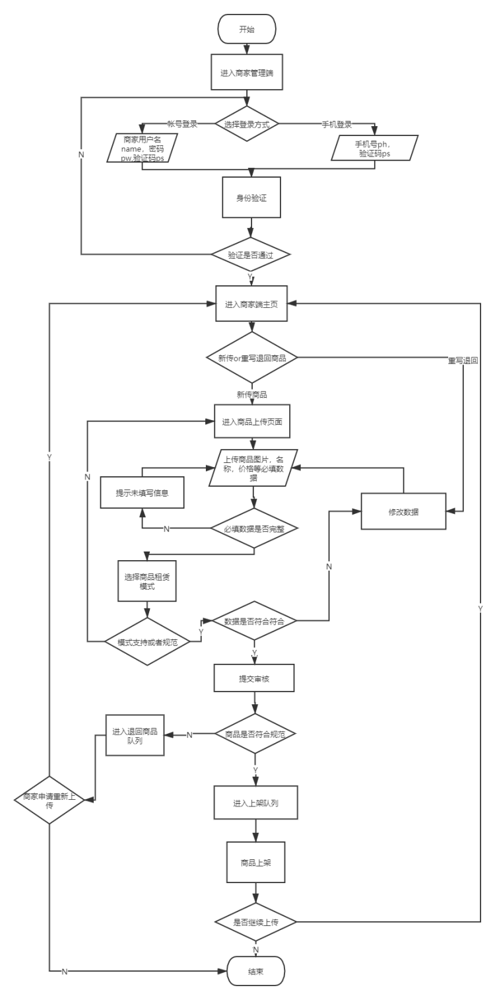 开始
进入商家管理端
选择登录方式
帐号登录
手机登录
商家用户名
name，密码
pw,验证码ps
手机号ph，
验证码ps
N
身份验证
验证是否通过
Y
进入商家端主页
新传or重写退回商品
重写退回
新传商品
进入商品上传页面
上传商品图片，名
称，价格等必填数
据
Y
N
提示未填写信息
修改数据
必填数据是否完整
N
选择商品租赁
模式
N
Y
模式支持或者规范
Y
数据是否符合符合
Y
提交审核
进入退回商品
队列
N
商品是否符合规范
Y
商家申请重新上
传
进入上架队列
商品上架
是否继续上传
N
N
结束